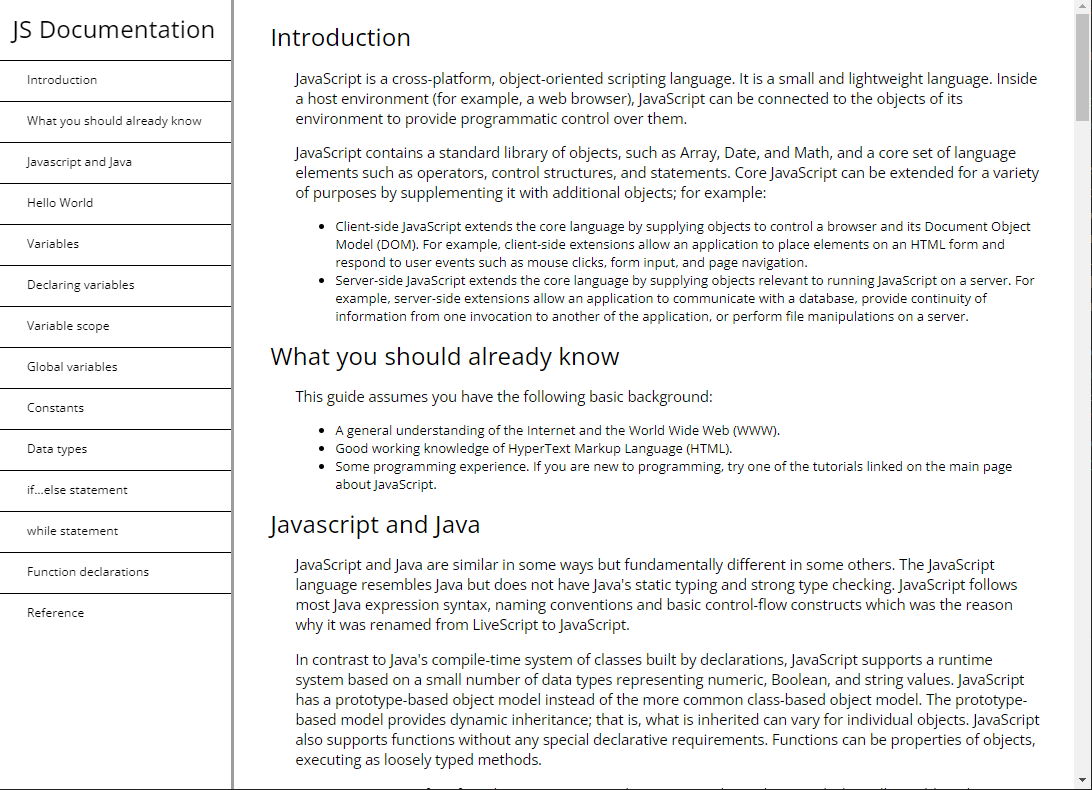 JS Documentation
Introduction
What you should already know
Javascript and Java
Hello World
Variables
Declaring variables
Variable scope
Global variables
Constants
Data types
if...else statement
while statement
Function declarations
Reference
Introduction
JavaScript is a cross-platform, object-oriented scripting language. It is a small and lightweight language. Inside
a host environment (for example, a web browser), JavaScript can be connected to the objects of its
environment to provide programmatic control over them.
JavaScript contains a standard library of objects, such as Array, Date, and Math, and a core set of language
elements such as operators, control structures, and statements. Core JavaScript can be extended for a variety
of purposes by supplementing it with additional objects; for example:
• Client-side JavaScript extends the core language by supplying objects to control a browser and its Document Object
Model (DOM). For example, client-side extensions allow an application to place elements on an HTML form and
respond to user events such as mouse clicks, form input, and page navigation.
• Server-side JavaScript extends the core language by supplying objects relevant to running JavaScript on a server. For
example, server-side extensions allow an application to communicate with a database, provide continuity of
information from one invocation to another of the application, or perform file manipulations on a server.
What you should already know
This guide assumes you have the following basic background:
• A general understanding of the Internet and the World Wide Web (WWW).
• Good working knowledge of HyperText Markup Language (HTML).
• Some programming experience. If you are new to programming, try one of the tutorials linked on the main page
about JavaScript.
Javascript and Java
JavaScript and Java are similar in some ways but fundamentally different in some others. The JavaScript
language resembles Java but does not have Java's static typing and strong type checking. JavaScript follows
most Java expression syntax, naming conventions and basic control-flow constructs which was the reason
why it was renamed from LiveScript to JavaScript.
In contrast to Java's compile-time system of classes built by declarations, JavaScript supports a runtime
system based on a small number of data types representing numeric, Boolean, and string values. JavaScript
has a prototype-based object model instead of the more common class-based object model. The prototype-
based model provides dynamic inheritance; that is, what is inherited can vary for individual objects. JavaScript
also supports functions without any special declarative requirements. Functions can be properties of objects,
executing as loosely typed methods.